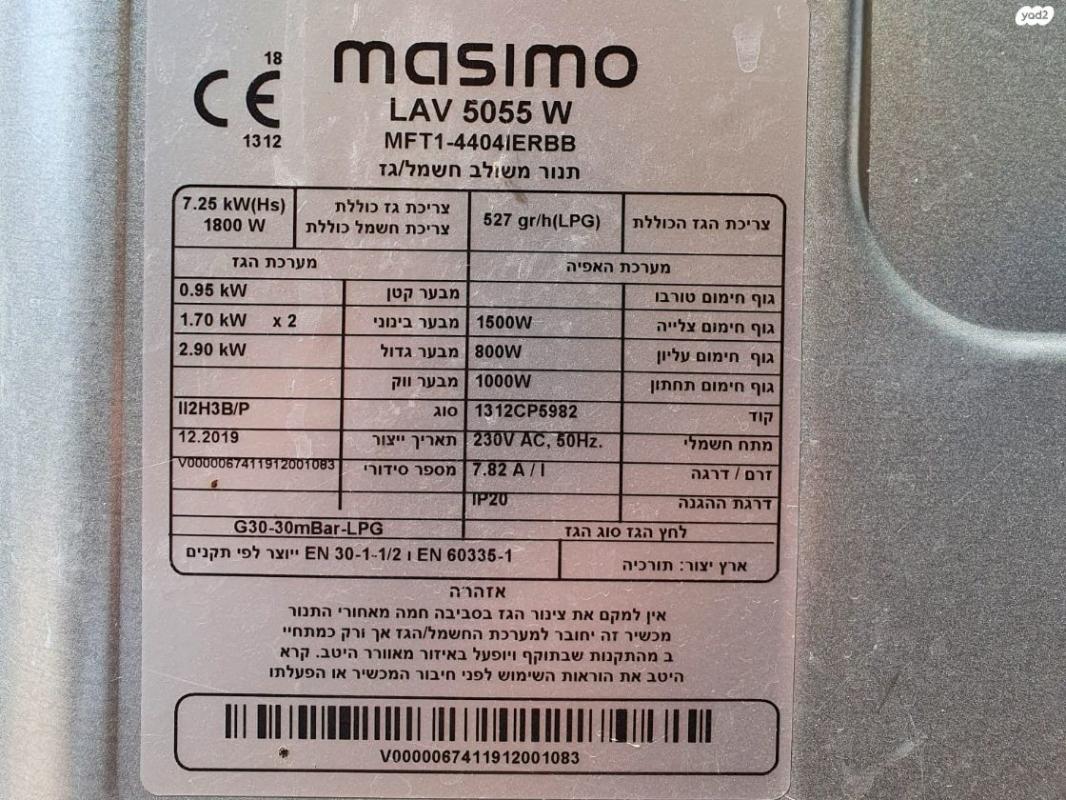 yad2
18
CE
1312
masimo
LAV 5055 W
MFT1-4404IERBB
תנור משולב חשמל/גז
צריכת הגז הכוללת 527 gr/h(LPG) צריכת גז כוללת 7.25 kW(Hs)
צריכת חשמל כוללת 1800 W
מערכת האפיה מערכת הגז
גוף חימום טורבו מבער קטן 0.95 kW
גוף חימום צלייה 1500W מבער בינוני 1.70 kW x 2
גוף חימום עליון 800W מבער גדול 2.90 kW
גוף חימום תחתון 1000W מבער ווק
קוד 1312CP5982 סוג II2H3B/P
מתח חשמלי 230V AC, 50Hz. תאריך ייצור 12.2019
זרם / דרגה 7.82 A / I מספר סידורי V0000067411912001083
דרגת ההגנה IP20
לחץ הגז סוג הגז G30-30mBar-LPG
ארץ יצור: תורכיה ייוצר לפי תקנים EN 30-1-1/2 ו EN 60335-1
אזהרה
אין למקם את צינור הגז בסביבה חמה מאחורי התנור
מכשיר זה יחובר למערכת החשמל/הגז אך ורק כמתחיי
ב מהתקנות שבתוקף ויופעל באיזור מאוורר היטב. קרא
היטב את הוראות השימוש לפני חיבור המכשיר או הפעלתו
V0000067411912001083